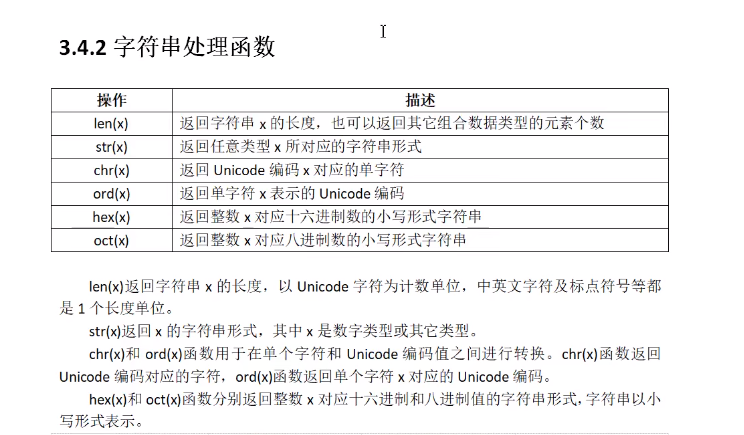 3.4.2 字符串处理函数
操作 描述
len(x) 返回字符串 x 的长度，也可以返回其它组合数据类型的元素个数
str(x) 返回任意类型 x 所对应的字符串形式
chr(x) 返回 Unicode 编码 x 对应的单字符
ord(x) 返回单字符 x 表示的 Unicode 编码
hex(x) 返回整数 x 对应十六进制数的小写形式字符串
oct(x) 返回整数 x 对应八进制数的小写形式字符串
len(x)返回字符串 x 的长度，以 Unicode 字符为计数单位，中英文字符及标点符号等都
是 1 个长度单位。
str(x)返回 x 的字符串形式，其中 x 是数字类型或其它类型。
chr(x)和 ord(x)函数用于在单个字符和 Unicode 编码值之间进行转换。chr(x)函数返回
Unicode 编码对应的字符，ord(x)函数返回单个字符 x 对应的 Unicode 编码。
hex(x)和 oct(x)函数分别返回整数 x 对应十六进制和八进制值的字符串形式，字符串以小
写形式表示。